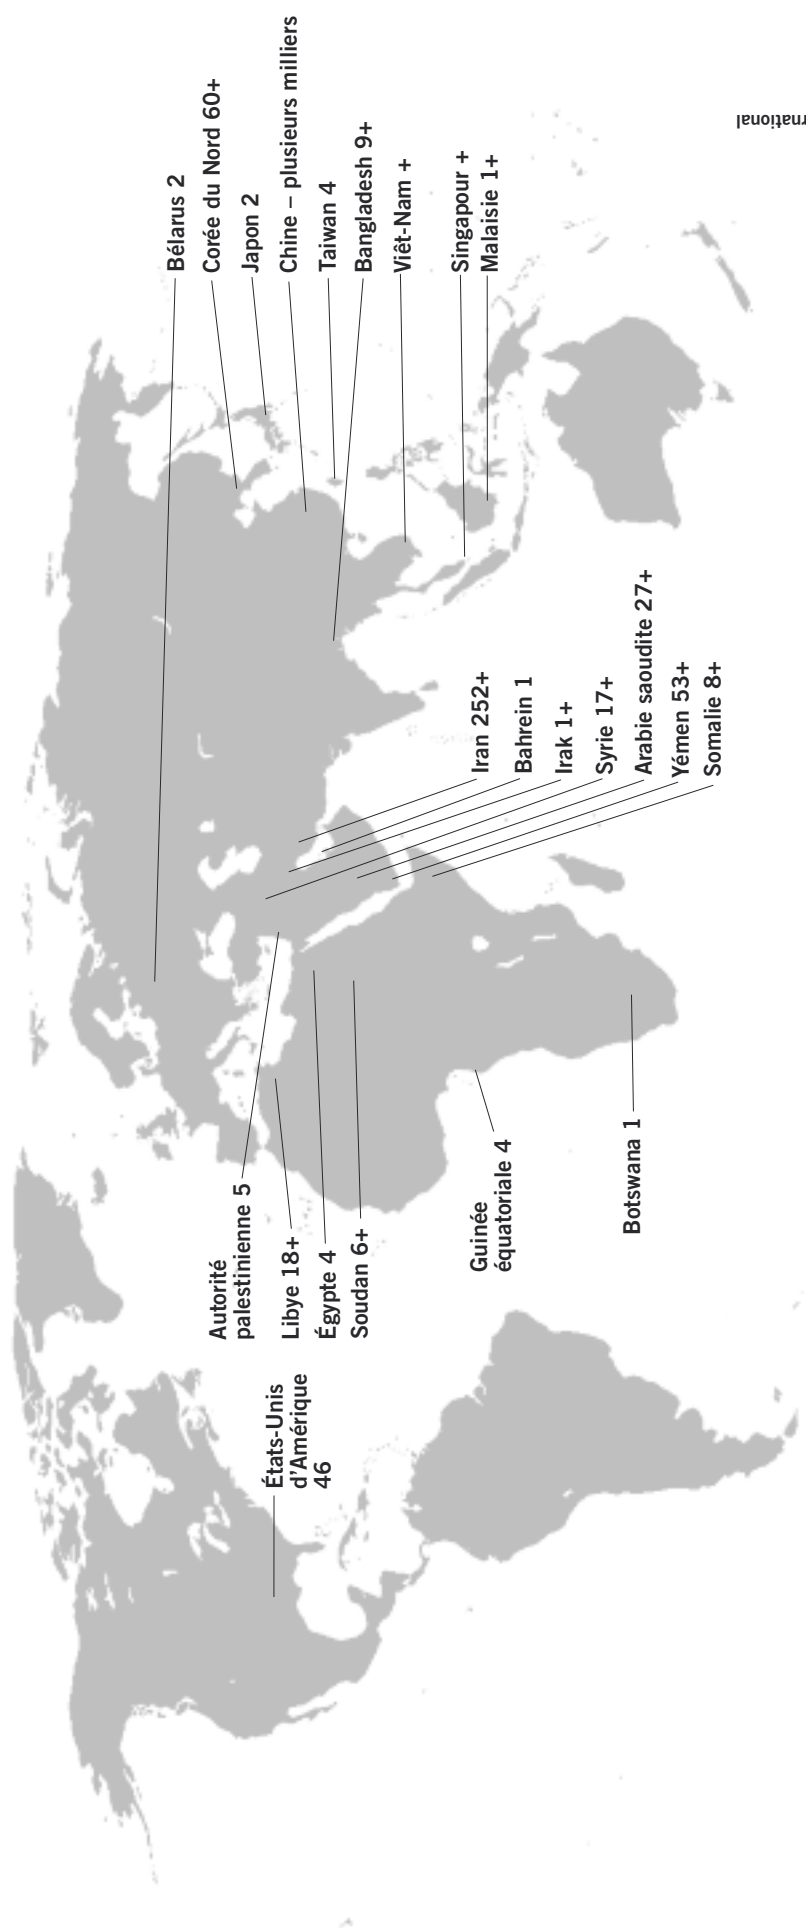 Bélarus 2
Corée du Nord 60+
Japon 2
Chine – plusieurs milliers
Taiwan 4
Bangladesh 9+
Viêt-Nam +
Singapour +
Malaisie 1+
Iran 252+
Bahrein 1
Irak 1+
Syrie 17+
Arabie saoudite 27+
Yémen 53+
Somalie 8+
Autorité
palestinienne 5
Libye 18+
Égypte 4
Soudan 6+
Guinée
équatoriale 4
Botswana 1
États-Unis
d'Amérique
46